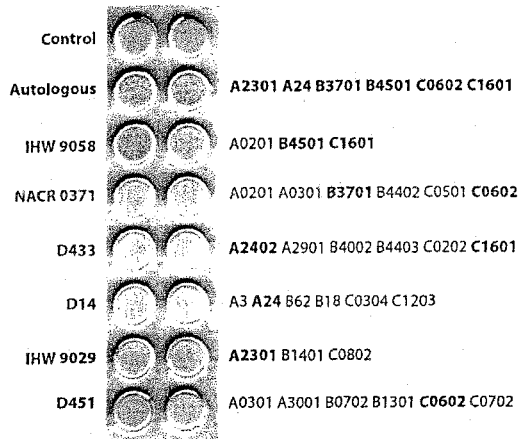 Control
Autologous A2301 A24 B3701 B4501 C0602 C1601
IHW 9058 A0201 B4501 C1601
NACR 0371 A0201 A0301 B3701 B4402 C0501 C0602
D433 A2402 A2901 B4002 B4403 C0202 C1601
D14 A3 A24 B62 B18 C0304 C1203
IHW 9029 A2301 B1401 C0802
D451 A0301 A3001 B0702 B1301 C0602 C0702